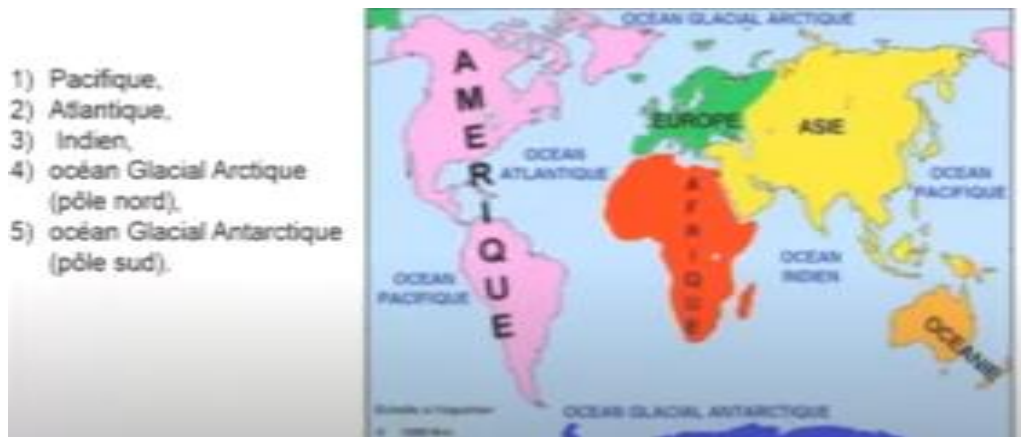 1) Pacifique,
2) Atlantique,
3) Indien,
4) océan Glacial Arctique
(pôle nord),
5) océan Glacial Antarctique
(pôle sud).
OCEAN GLACIAL ARCTIQUE
AMERIQUE
EUROPE
ASIE
OCEAN
ATLANTIQUE
AFRIQUE
OCEAN
PACIFIQUE
OCEAN
INDIEN
OCEAN
PACIFIQUE
OCEANIE
OCEAN GLACIAL ANTARCTIQUE